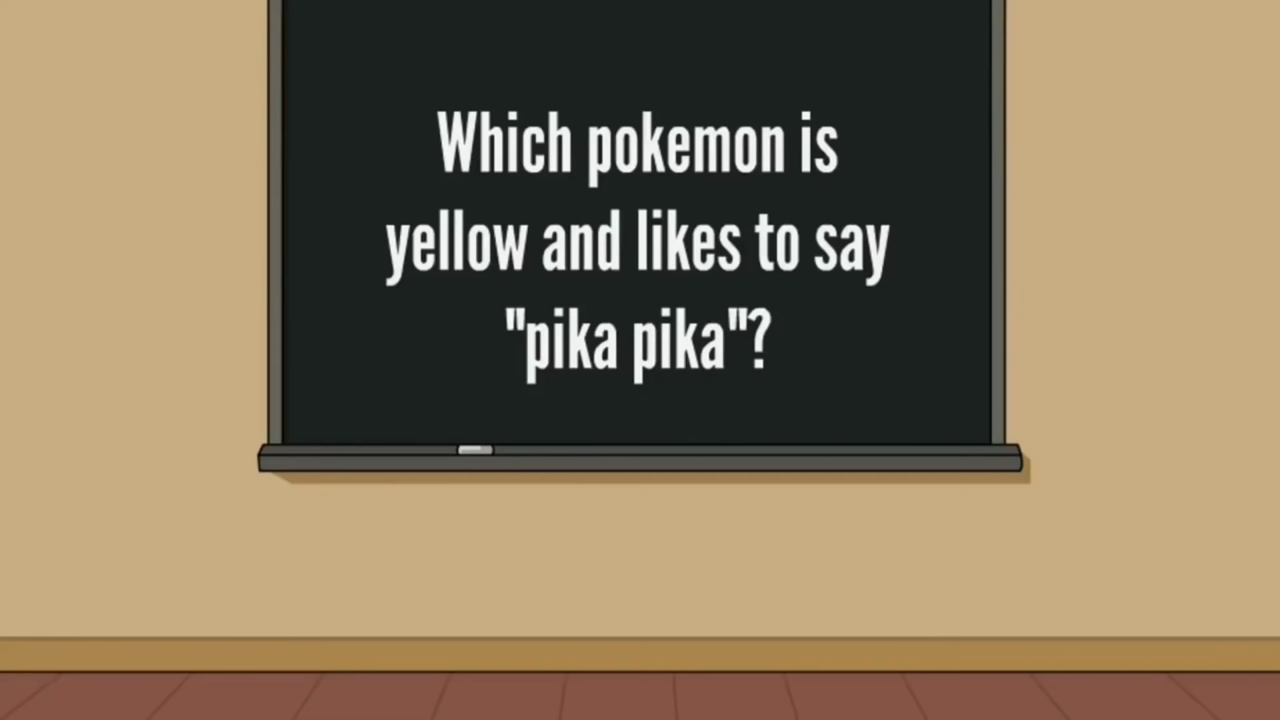 Which pokemon is
yellow and likes to say
"pika pika"?